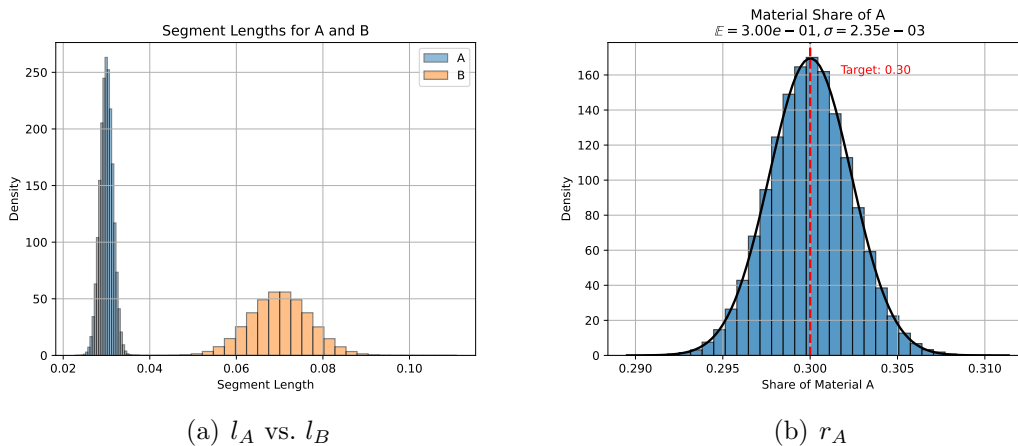 Segment Lengths for A and B
A
B
250
200
150
100
50
0
Density
0.02 0.04 0.06 0.08 0.10
Segment Length
(a) l_A vs. l_B
Material Share of A
𝔼 = 3.00e − 01, σ = 2.35e − 03
Target: 0.30
160
140
120
100
80
60
40
20
0
Density
0.290 0.295 0.300 0.305 0.310
Share of Material A
(b) r_A